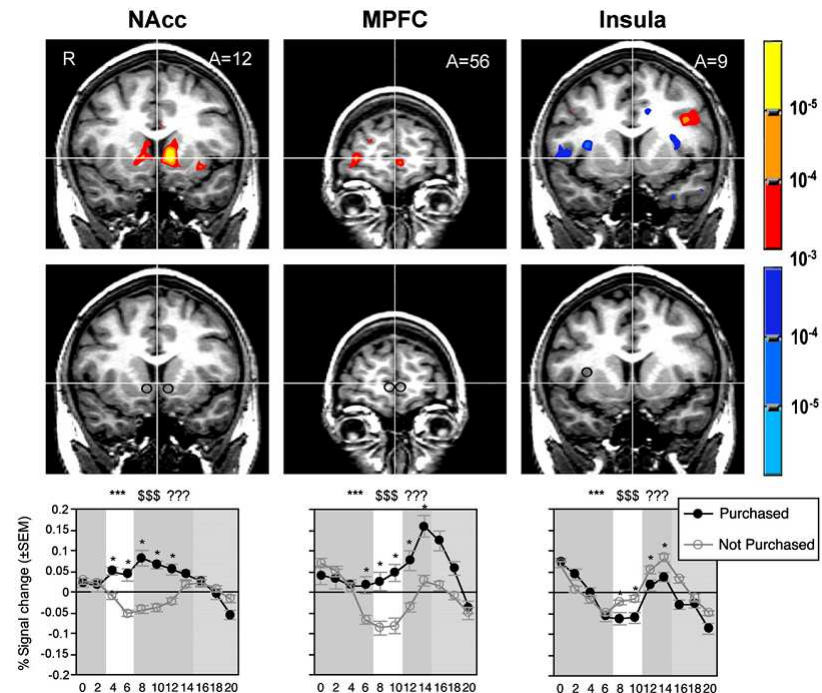 NAcc MPFC Insula
R A=12 A=56 A=9
10-5
10-4
10-3
10-4
10-5
*** $$$ ??? *** $$$ ??? *** $$$ ???
Purchased
Not Purchased
% Signal change (±SEM)
0.2
0.15
0.1
0.05
0
-0.05
-0.1
-0.15
-0.2
0 2 4 6 8 10 12 14 16 18 20 0 2 4 6 8 10 12 14 16 18 20 0 2 4 6 8 10 12 14 16 18 20